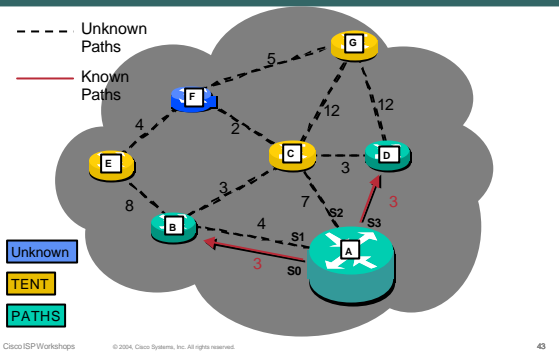 Unknown
Paths
Known
Paths
G
5
F
12
12
4
2
E
C
D
3
8
3
7
3
S2
B
4
S3
S1
A
3
S0
Unknown
TENT
PATHS
Cisco ISP Workshops
© 2004, Cisco Systems, Inc. All rights reserved.
43